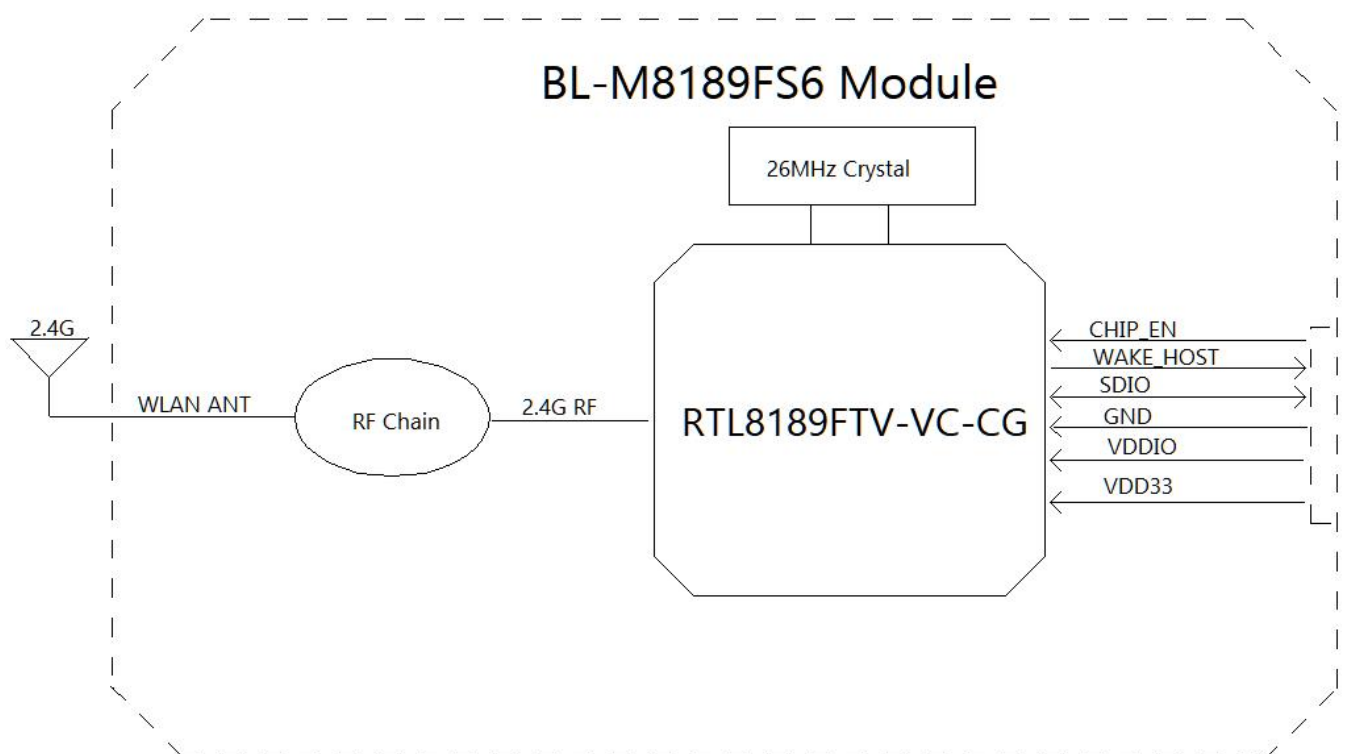 BL-M8189FS6 Module
26MHz Crystal
2.4G
WLAN ANT
RF Chain
2.4G RF
RTL8189FTV-VC-CG
CHIP_EN
WAKE_HOST
SDIO
GND
VDDIO
VDD33